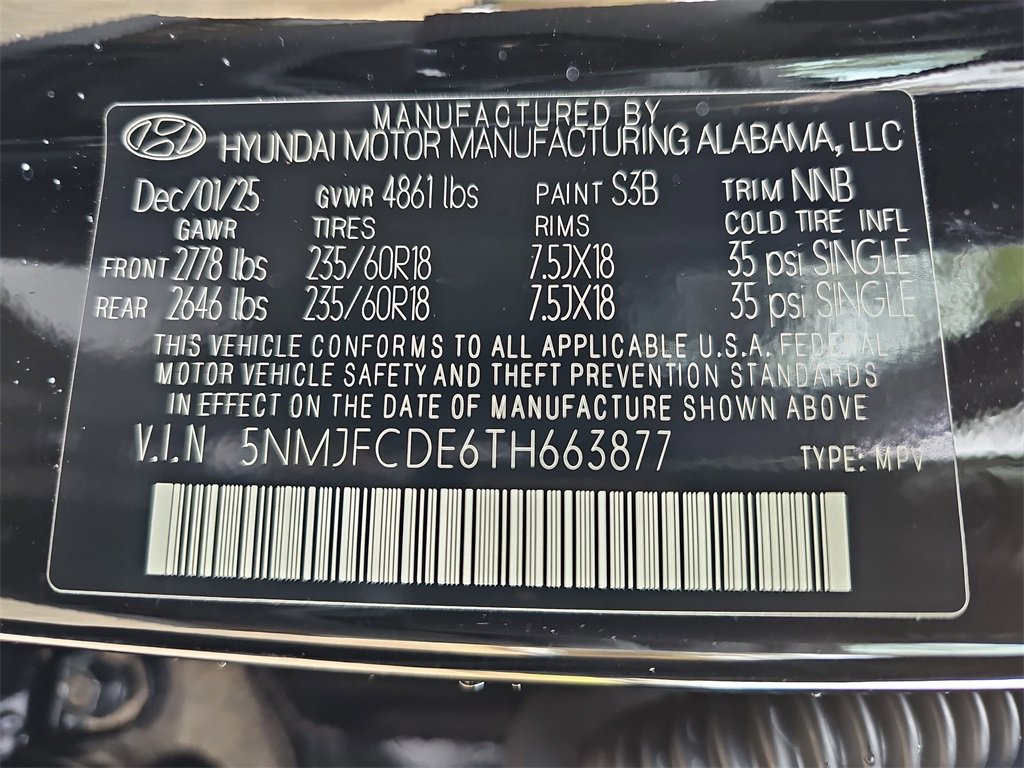 MANUFACTURED BY
HYUNDAI MOTOR MANUFACTURING ALABAMA, LLC
Dec/01/25 GVWR 4861 lbs PAINT S3B TRIM NNB
GAWR TIRES RIMS COLD TIRE INFL
FRONT 2778 lbs 235/60R18 7.5JX18 35 psi SINGLE
REAR 2646 lbs 235/60R18 7.5JX18 35 psi SINGLE
THIS VEHICLE CONFORMS TO ALL APPLICABLE U.S.A. FEDERAL
MOTOR VEHICLE SAFETY AND THEFT PREVENTION STANDARDS
IN EFFECT ON THE DATE OF MANUFACTURE SHOWN ABOVE
V.I.N 5NMJFCDE6TH663877 TYPE: MPV